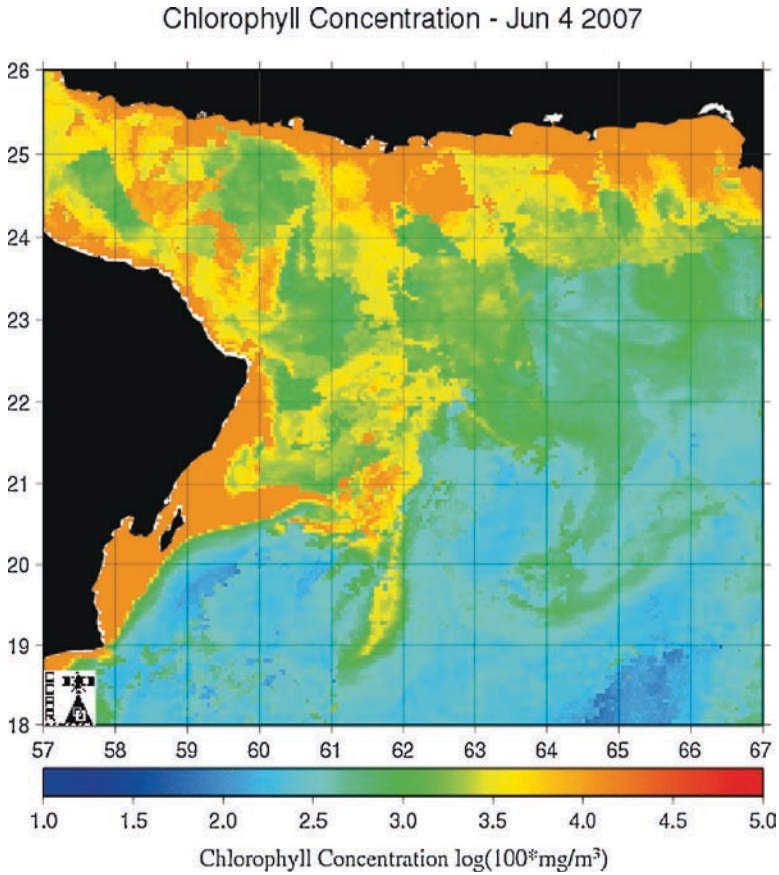 Chlorophyll Concentration - Jun 4 2007
26
25
24
23
22
21
20
19
18
57 58 59 60 61 62 63 64 65 66 67
1.0 1.5 2.0 2.5 3.0 3.5 4.0 4.5 5.0
Chlorophyll Concentration log(100*mg/m³)